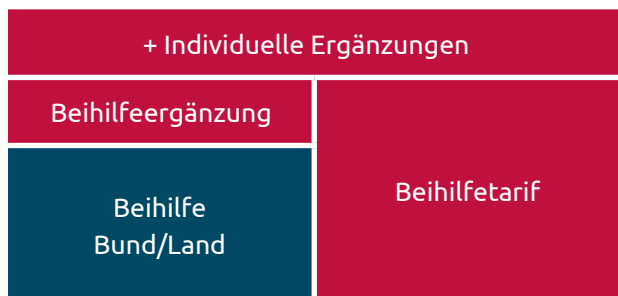 + Individuelle Ergänzungen
Beihilfeergänzung
Beihilfetarif
Beihilfe
Bund/Land